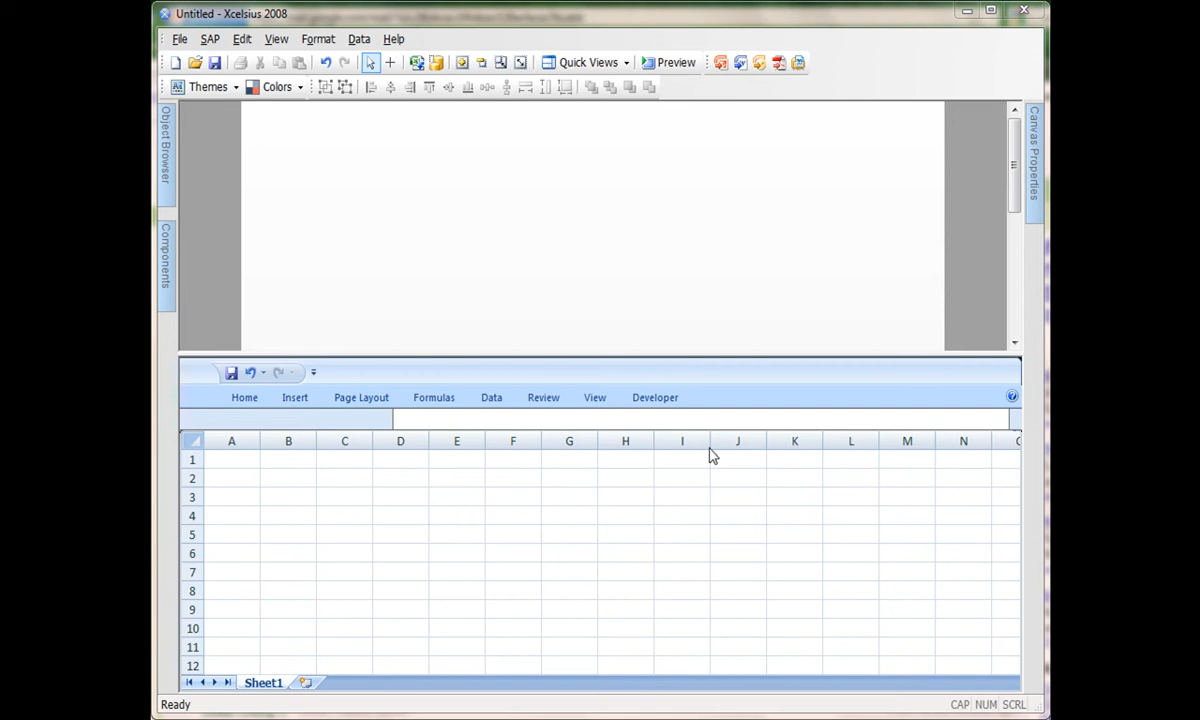 Untitled - Xcelsius 2008
File SAP Edit View Format Data Help
Quick Views Preview
Themes Colors
Object Browser
Components
Canvas Properties
Home Insert Page Layout Formulas Data Review View Developer
A B C D E F G H I J K L M N
1
2
3
4
5
6
7
8
9
10
11
12
Sheet1
Ready CAP NUM SCRL